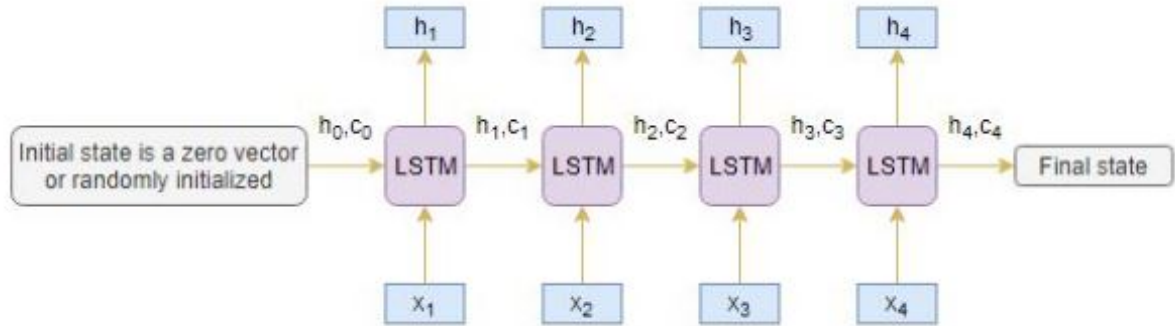 h₁ h₂ h₃ h₄
h₀,c₀ h₁,c₁ h₂,c₂ h₃,c₃ h₄,c₄
Initial state is a zero vector
or randomly initialized
LSTM LSTM LSTM LSTM
Final state
x₁ x₂ x₃ x₄